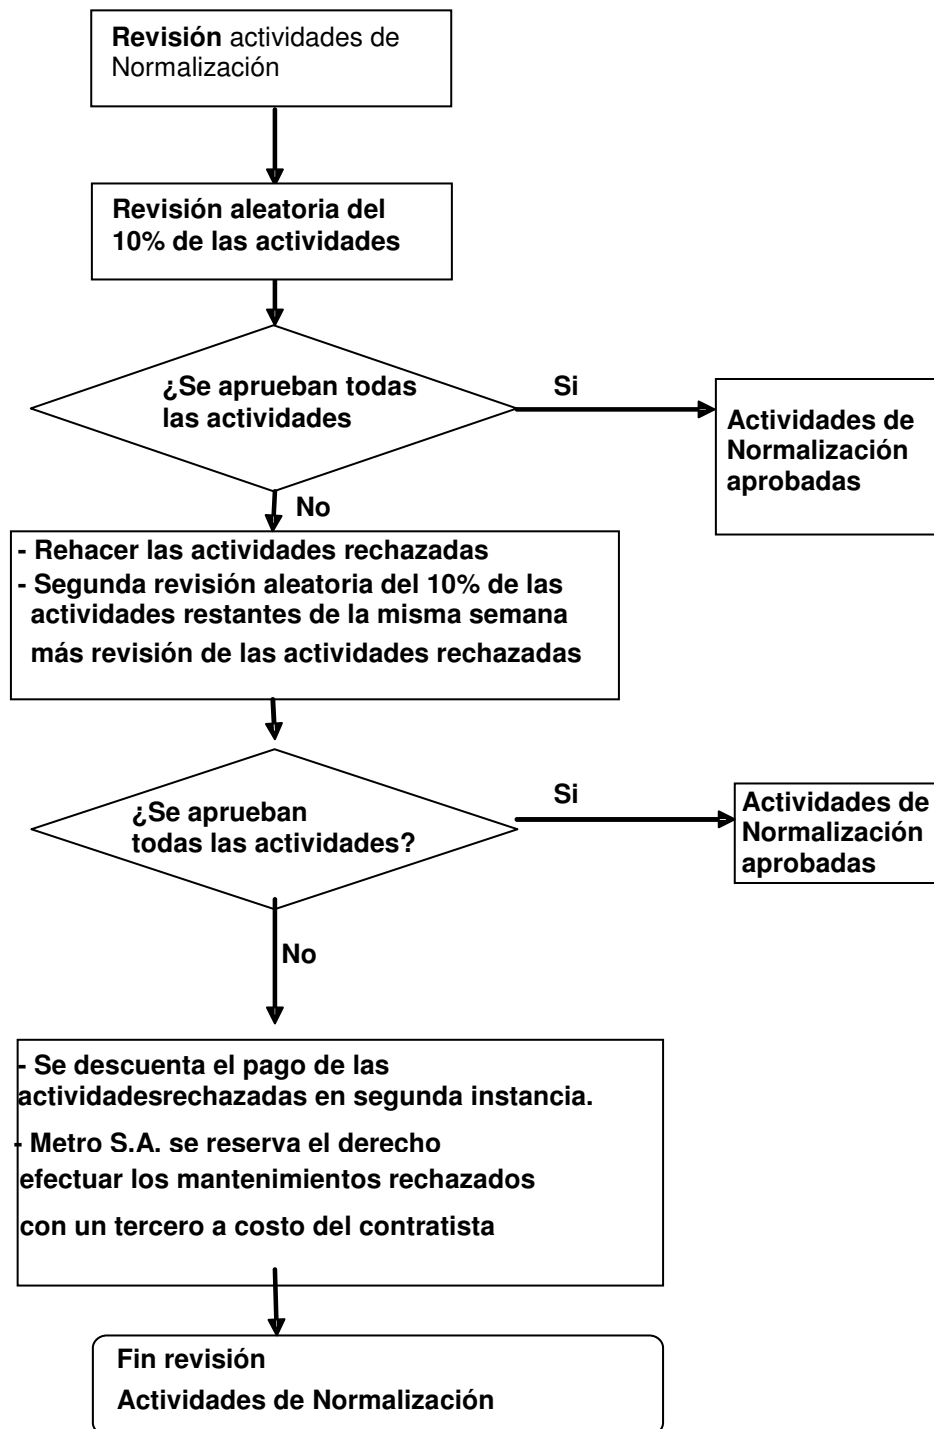 Revisión actividades de
Normalización
Revisión aleatoria del
10% de las actividades
¿Se aprueban todas
las actividades
Si
Actividades de
Normalización
aprobadas
No
- Rehacer las actividades rechazadas
- Segunda revisión aleatoria del 10% de las
actividades restantes de la misma semana
más revisión de las actividades rechazadas
¿Se aprueban
todas las actividades?
Si
Actividades de
Normalización
aprobadas
No
- Se descuenta el pago de las
actividadesrechazadas en segunda instancia.
- Metro S.A. se reserva el derecho
efectuar los mantenimientos rechazados
con un tercero a costo del contratista
Fin revisión
Actividades de Normalización